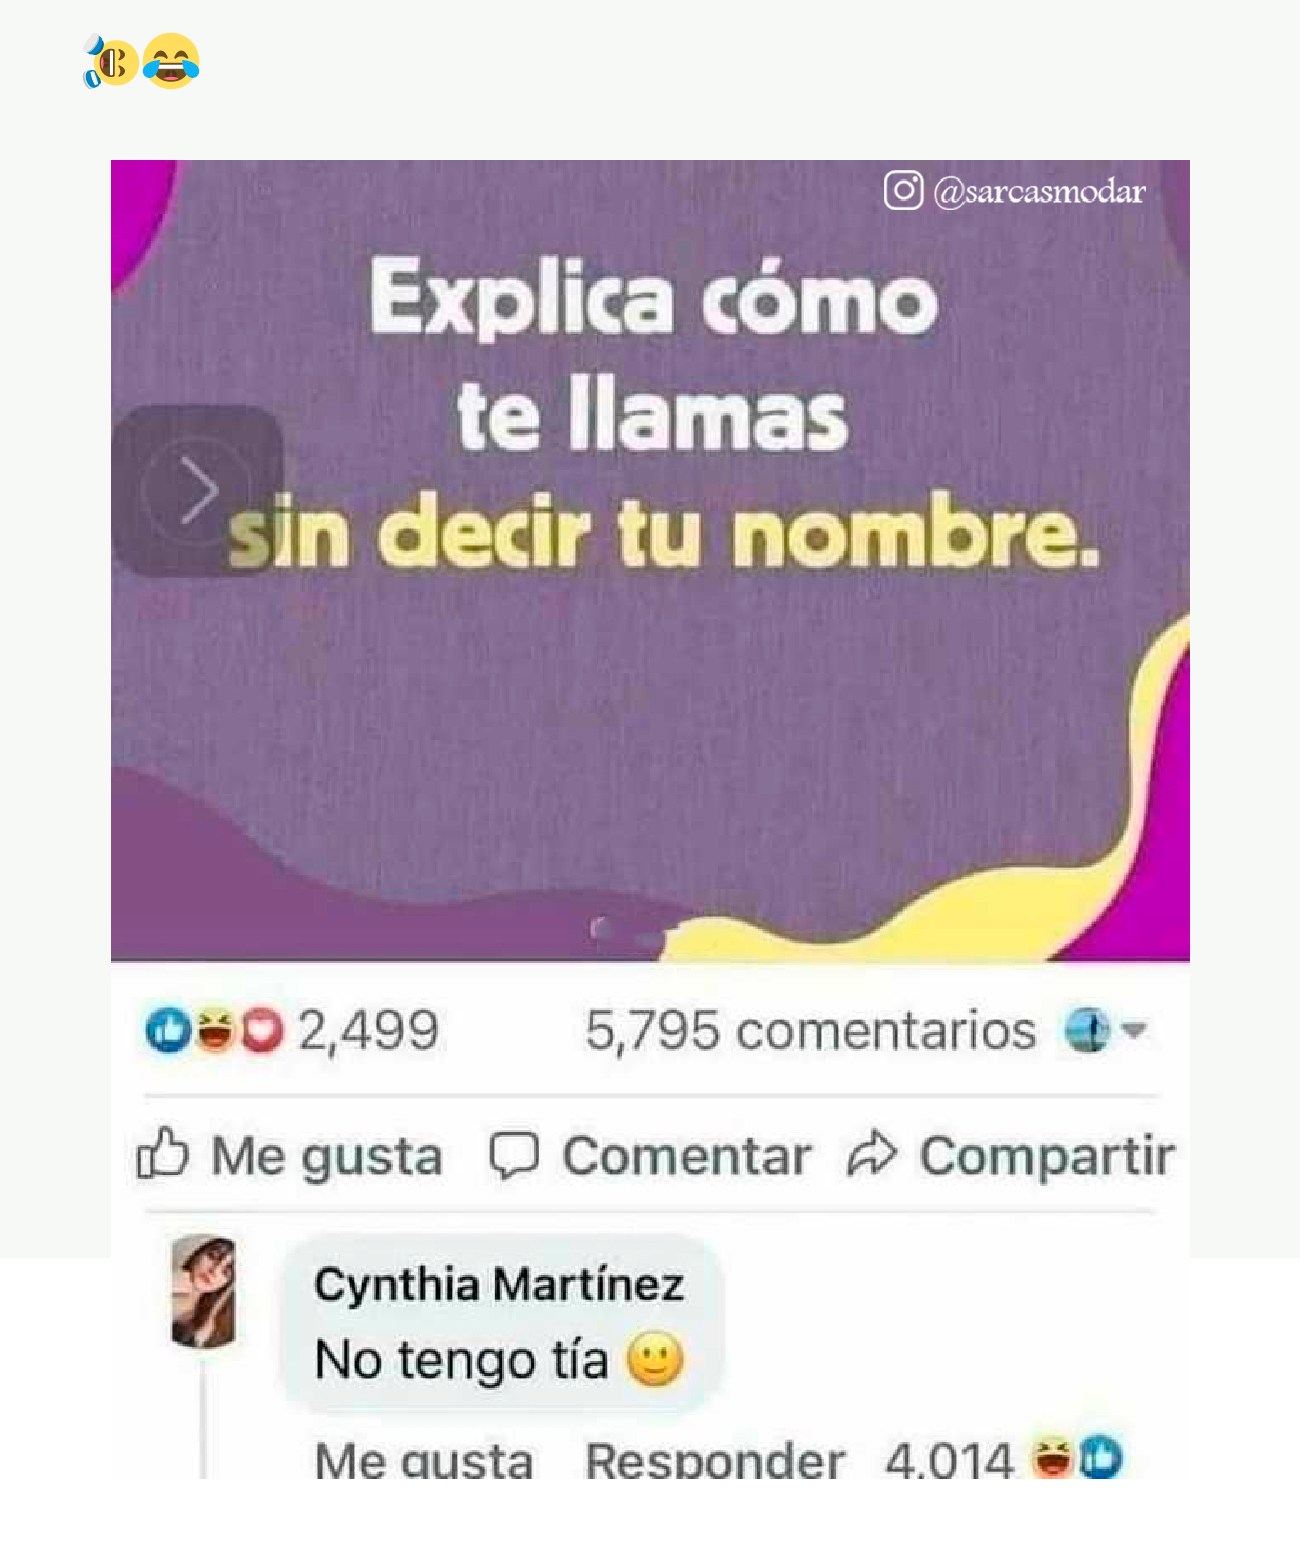 @sarcasmodar
Explica cómo
te llamas
sin decir tu nombre.
2,499 5,795 comentarios
Me gusta Comentar Compartir
Cynthia Martínez
No tengo tía 🙂
Me gusta Responder 4,014